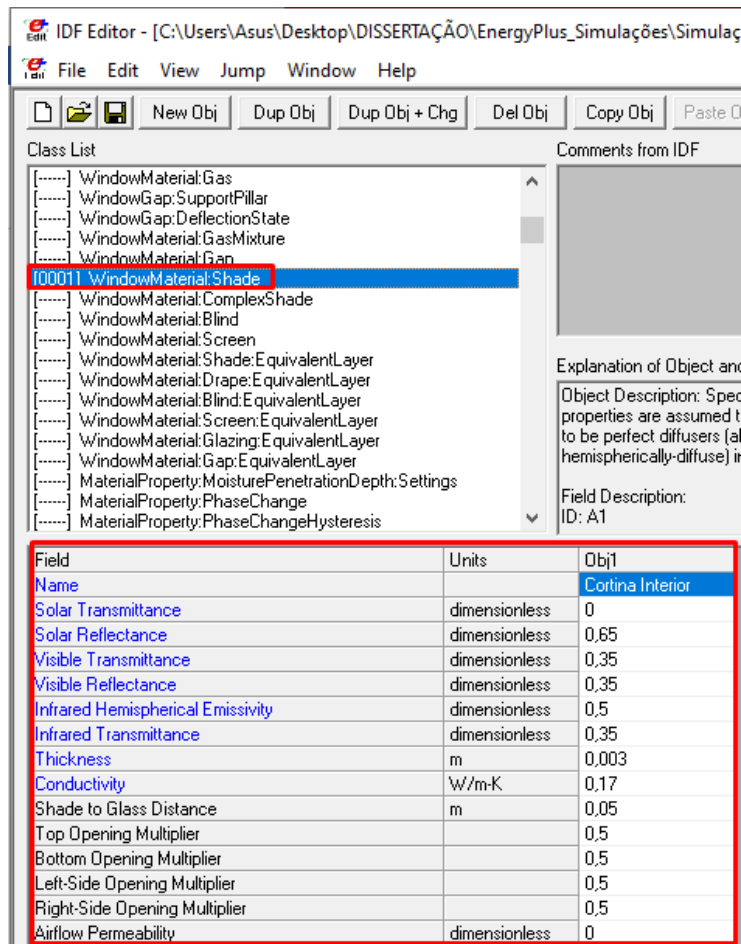 IDF Editor - [C:\Users\Asus\Desktop\DISSERTAÇÃO\EnergyPlus_Simulações\Simulaç
File Edit View Jump Window Help
New Obj Dup Obj Dup Obj + Chg Del Obj Copy Obj Paste O
Class List Comments from IDF
[------] WindowMaterial:Gas
[------] WindowGap:SupportPillar
[------] WindowGap:DeflectionState
[------] WindowMaterial:GasMixture
[------] WindowMaterial:Gap
[00011] WindowMaterial:Shade
[------] WindowMaterial:ComplexShade
[------] WindowMaterial:Blind
[------] WindowMaterial:Screen
[------] WindowMaterial:Shade:EquivalentLayer
[------] WindowMaterial:Drape:EquivalentLayer
[------] WindowMaterial:Blind:EquivalentLayer
[------] WindowMaterial:Screen:EquivalentLayer
[------] WindowMaterial:Glazing:EquivalentLayer
[------] WindowMaterial:Gap:EquivalentLayer
[------] MaterialProperty:MoisturePenetrationDepth:Settings
[------] MaterialProperty:PhaseChange
[------] MaterialProperty:PhaseChangeHysteresis
Explanation of Object and
Object Description: Spec
properties are assumed t
to be perfect diffusers (al
hemispherically-diffuse) i
Field Description:
ID: A1
Field Units Obj1
Name Cortina Interior
Solar Transmittance dimensionless 0
Solar Reflectance dimensionless 0,65
Visible Transmittance dimensionless 0,35
Visible Reflectance dimensionless 0,35
Infrared Hemispherical Emissivity dimensionless 0,5
Infrared Transmittance dimensionless 0,35
Thickness m 0,003
Conductivity W/m-K 0,17
Shade to Glass Distance m 0,05
Top Opening Multiplier 0,5
Bottom Opening Multiplier 0,5
Left-Side Opening Multiplier 0,5
Right-Side Opening Multiplier 0,5
Airflow Permeability dimensionless 0